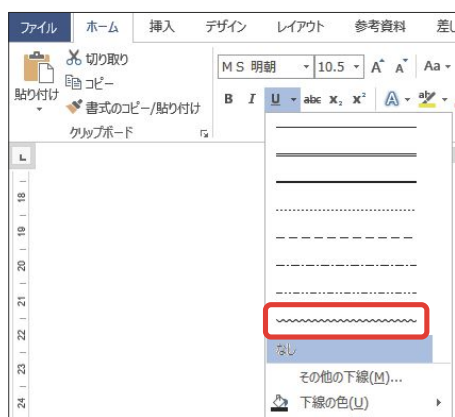 ファイル ホーム 挿入 デザイン レイアウト 参考資料 差し
切り取り
コピー
書式のコピー/貼り付け
貼り付け
クリップボード
MS 明朝 10.5 A A Aa
B I U abc X₂ X² A aby
L
18
19
20
21
22
23
24
なし
その他の下線(M)...
下線の色(U)